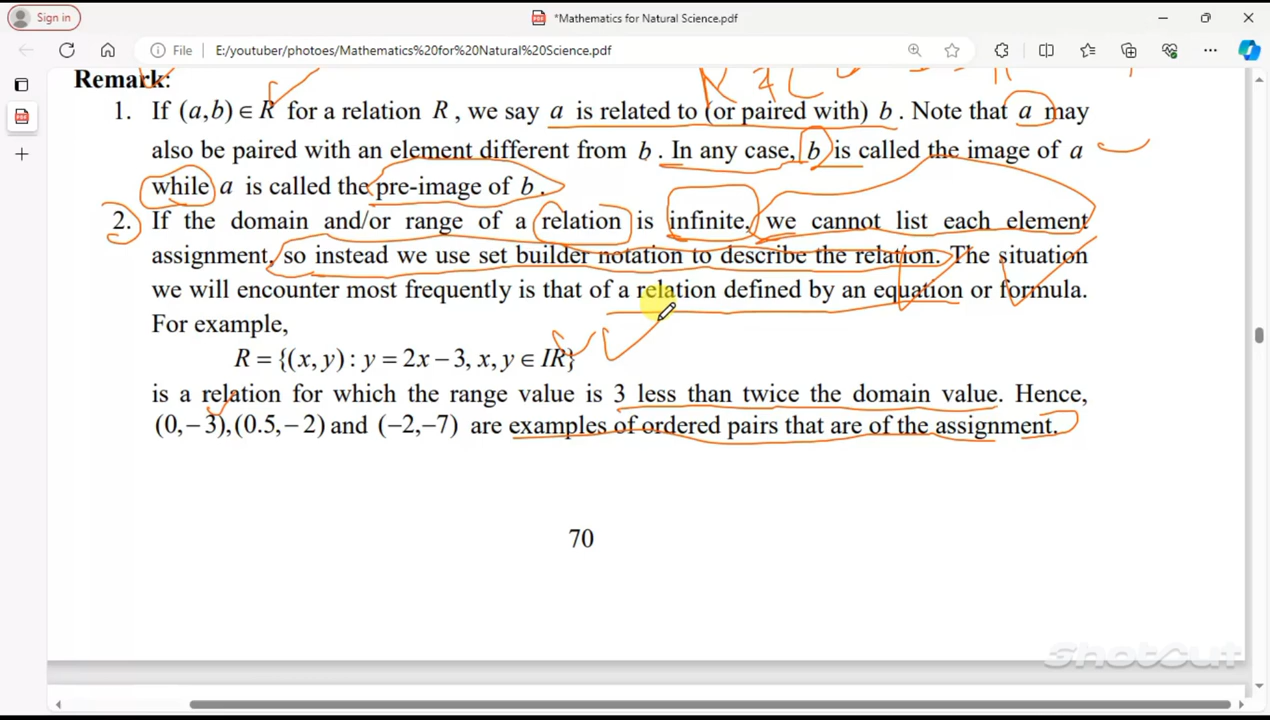 Sign in
*Mathematics for Natural Science.pdf
File E:/youtuber/photoes/Mathematics%20for%20Natural%20Science.pdf
Remark:
1. If (a,b) ∈ R for a relation R, we say a is related to (or paired with) b. Note that a may
also be paired with an element different from b. In any case, b is called the image of a
while a is called the pre-image of b.
2. If the domain and/or range of a relation is infinite, we cannot list each element
assignment, so instead we use set builder notation to describe the relation. The situation
we will encounter most frequently is that of a relation defined by an equation or formula.
For example,
R = {(x, y) : y = 2x − 3, x, y ∈ IR}
is a relation for which the range value is 3 less than twice the domain value. Hence,
(0,−3),(0.5,−2) and (−2,−7) are examples of ordered pairs that are of the assignment.
70
Shotcut